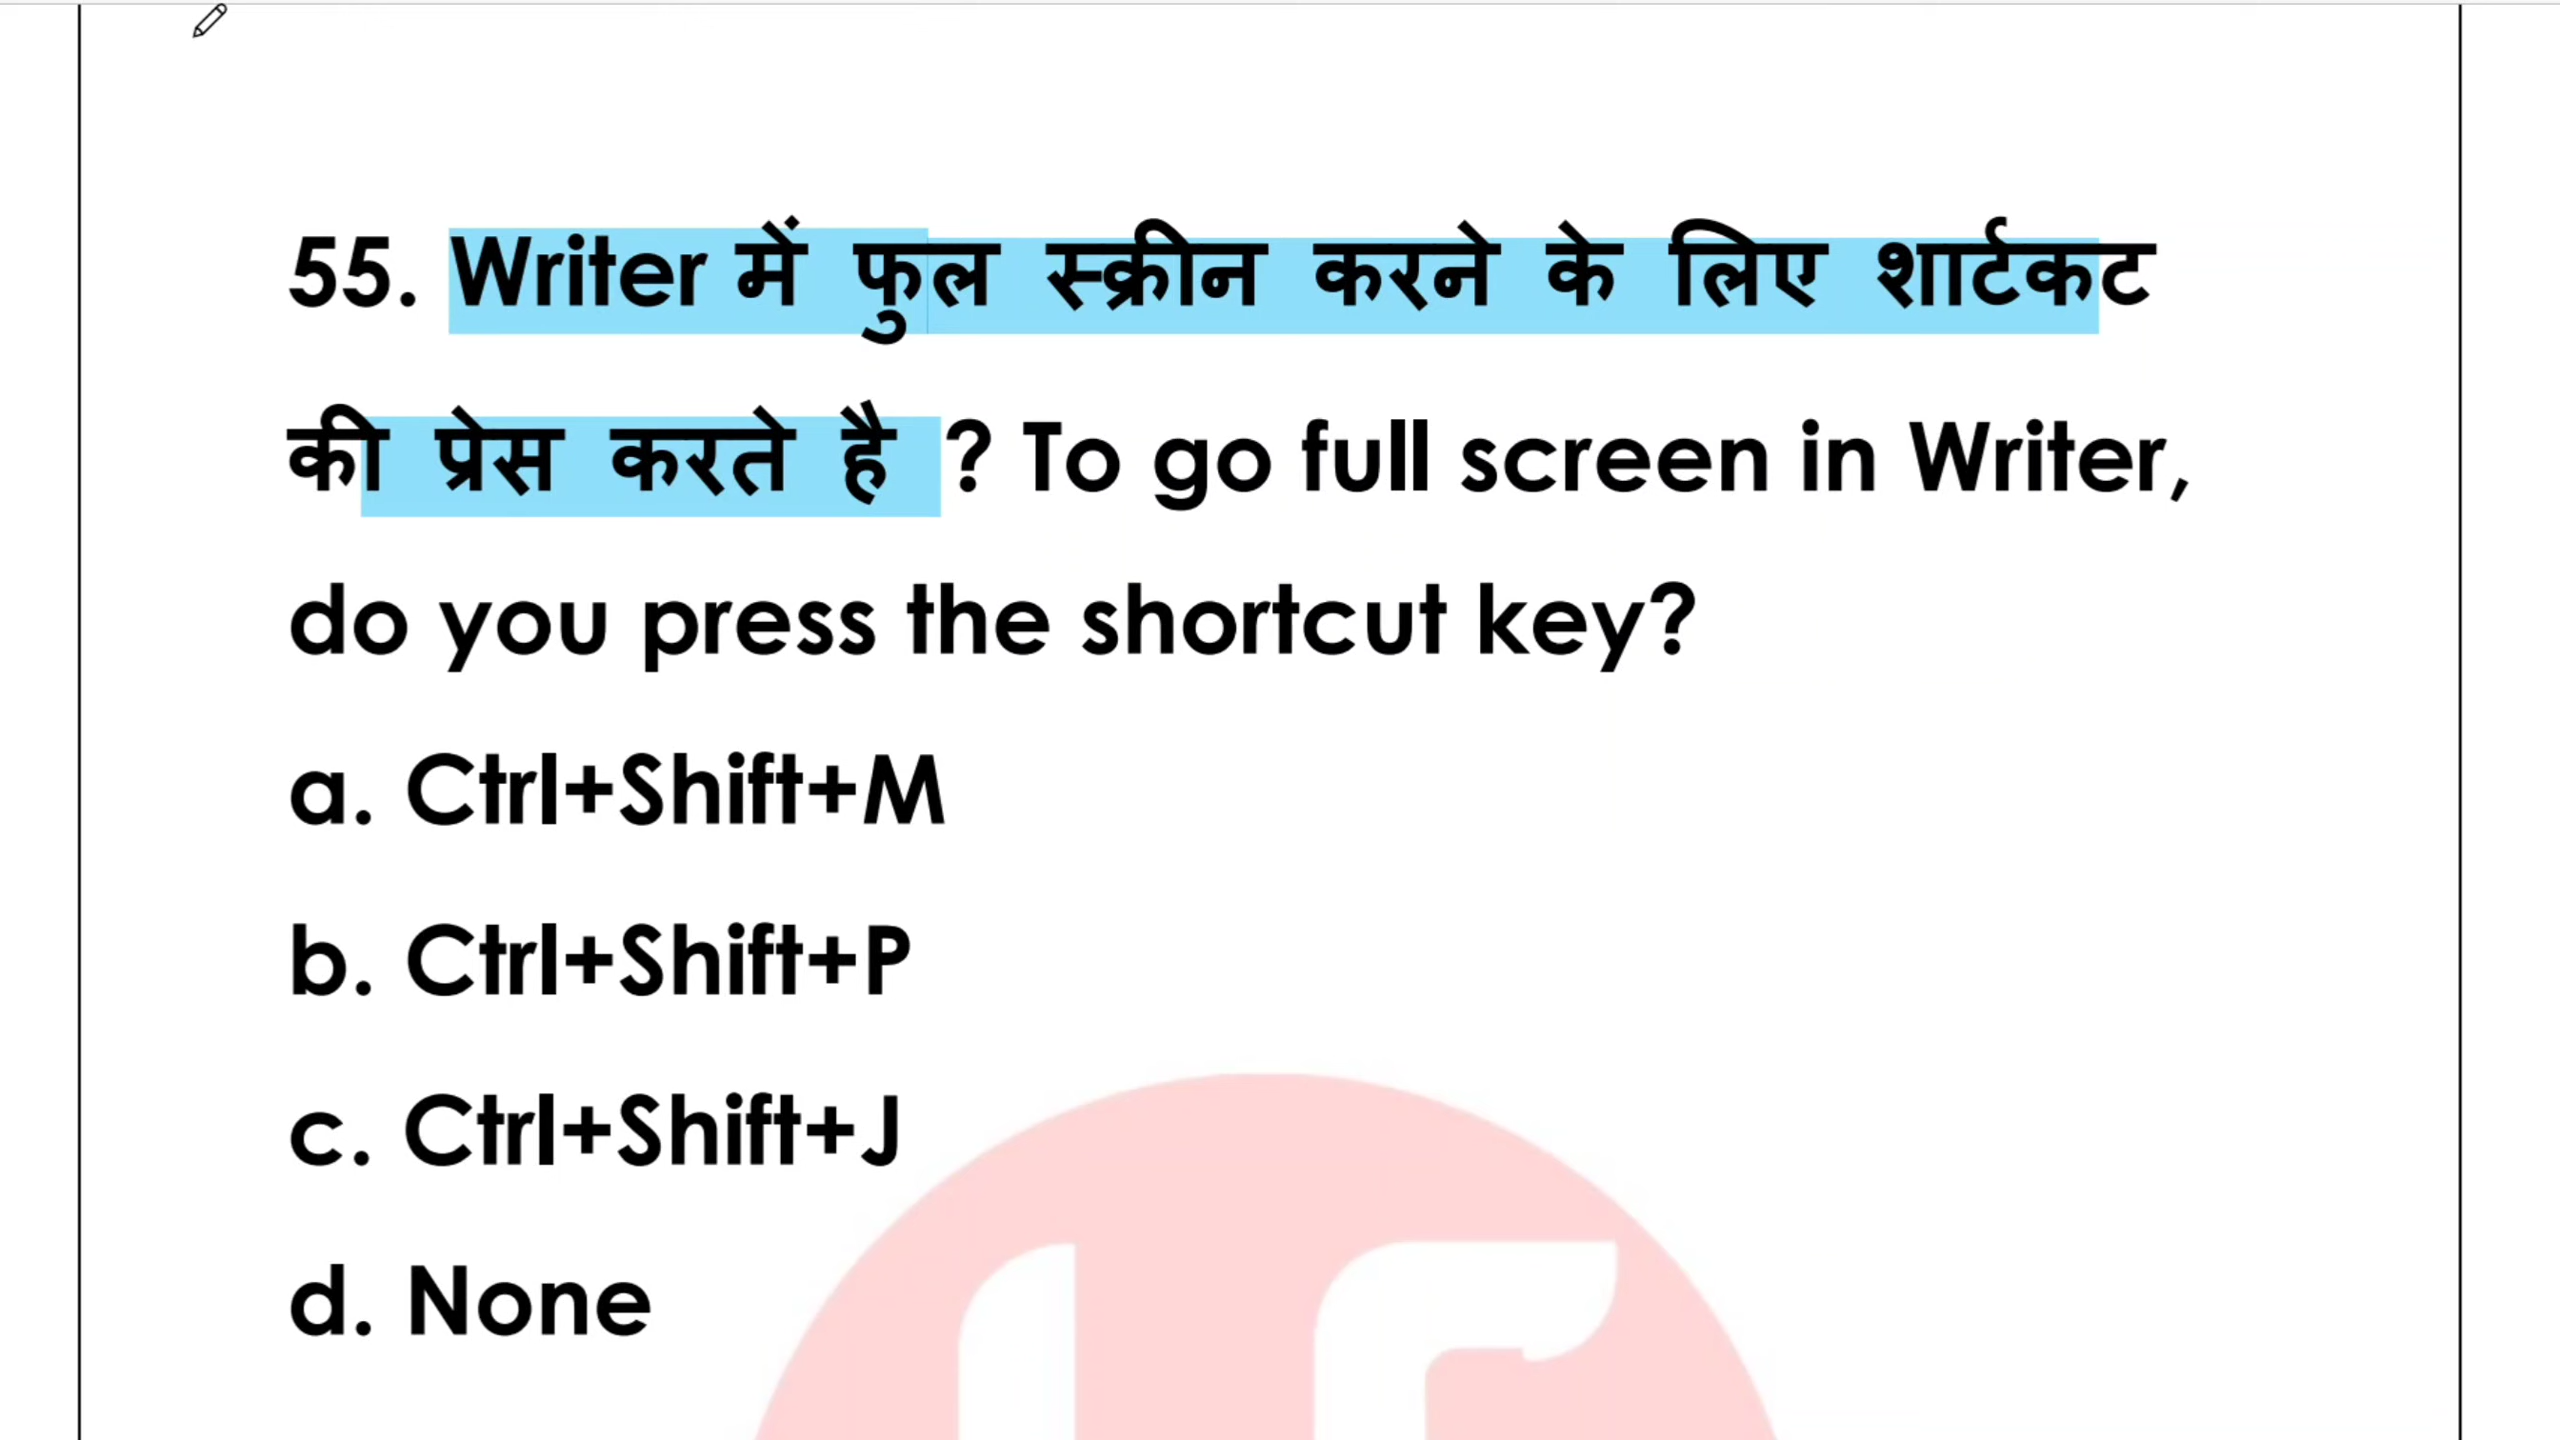 55. Writer में फुल स्क्रीन करने के लिए शार्टकट
की प्रेस करते है ? To go full screen in Writer,
do you press the shortcut key?
a. Ctrl+Shift+M
b. Ctrl+Shift+P
c. Ctrl+Shift+J
d. None